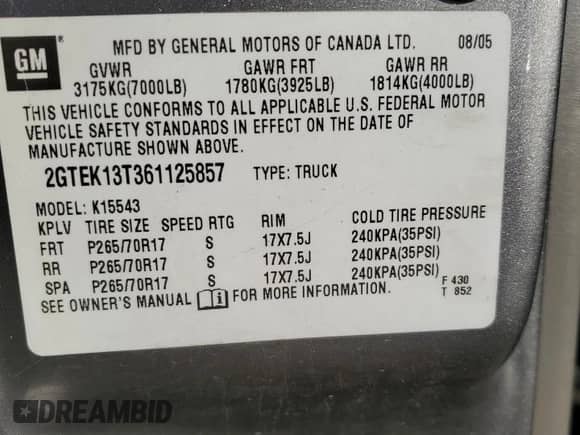 GM
MFD BY GENERAL MOTORS OF CANADA LTD. 08/05
GVWR GAWR FRT GAWR RR
3175KG(7000LB) 1780KG(3925LB) 1814KG(4000LB)
THIS VEHICLE CONFORMS TO ALL APPLICABLE U.S. FEDERAL MOTOR
VEHICLE SAFETY STANDARDS IN EFFECT ON THE DATE OF
MANUFACTURE SHOWN ABOVE.
2GTEK13T361125857 TYPE: TRUCK
MODEL: K15543
KPLV TIRE SIZE SPEED RTG RIM COLD TIRE PRESSURE
FRT P265/70R17 S 17X7.5J 240KPA(35PSI)
RR P265/70R17 S 17X7.5J 240KPA(35PSI)
SPA P265/70R17 S 17X7.5J 240KPA(35PSI)
SEE OWNER'S MANUAL i FOR MORE INFORMATION.
F 430
T 852
DREAMBID